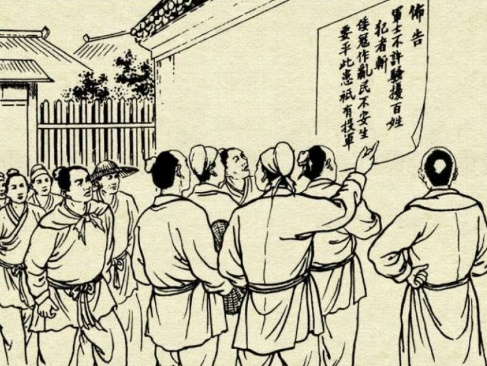 佈告
軍士不許騷擾百姓
犯者斬
倭冦作亂民不安生
要平此患祇有投軍